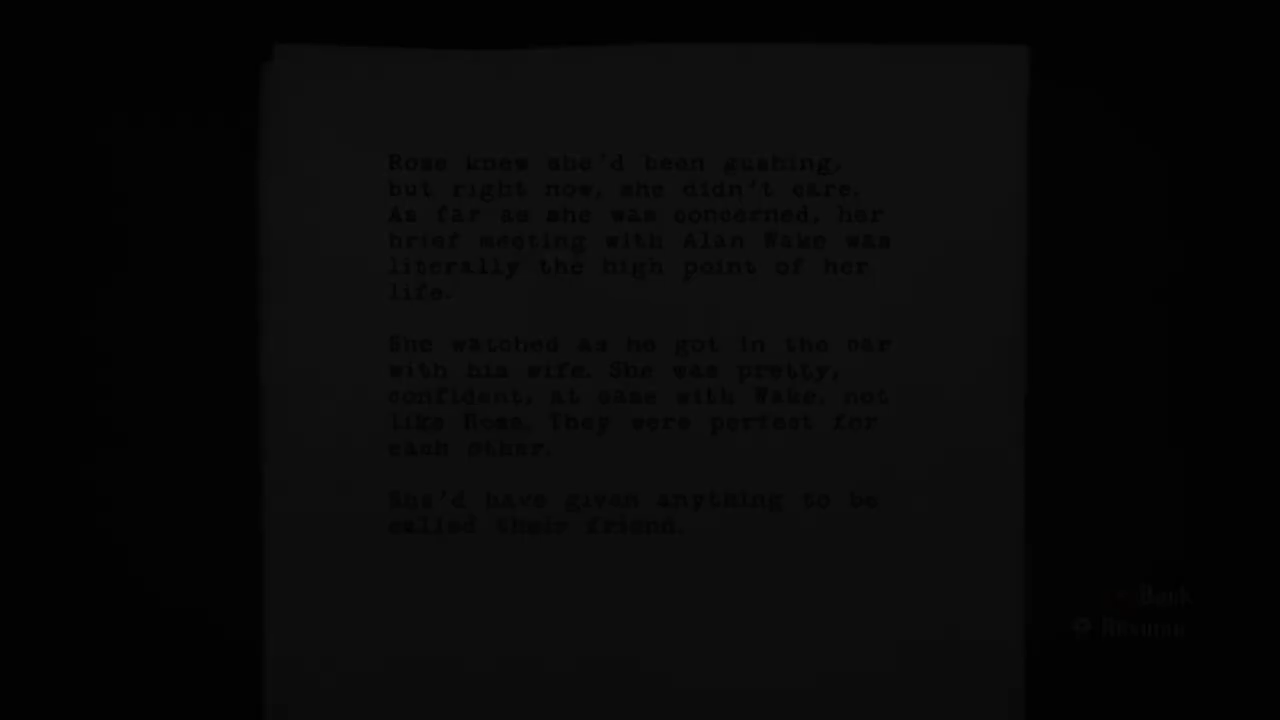 Rose knew she'd been gushing,
but right now, she didn't care.
As far as she was concerned, her
brief meeting with Alan Wake was
literally the high point of her
life.
She watched as he got in the car
with his wife. She was pretty,
confident, at ease with Wake, not
like Rose. They were perfect for
each other.
She'd have given anything to be
called their friend.
Back
Resume